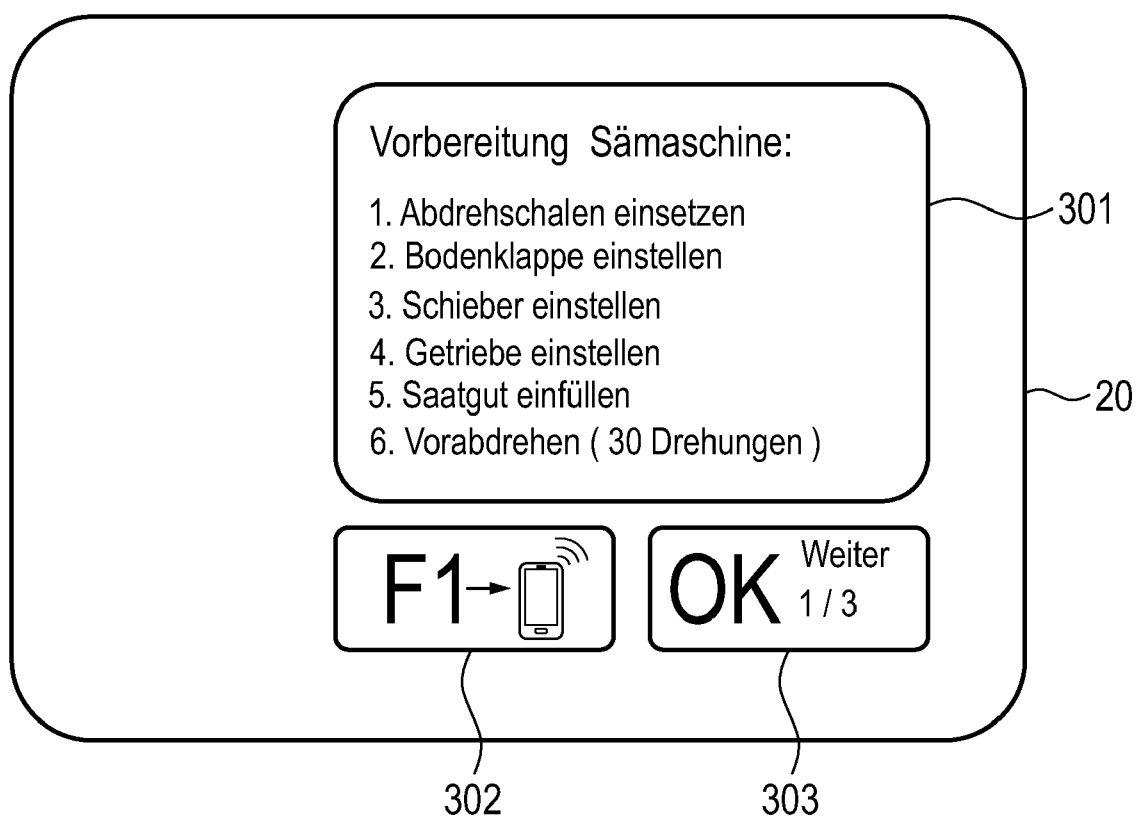 Vorbereitung Sämaschine:
1. Abdrehschalen einsetzen
2. Bodenklappe einstellen
3. Schieber einstellen
4. Getriebe einstellen
5. Saatgut einfüllen
6. Vorabdrehen ( 30 Drehungen )
301
20
F1
OK Weiter
1 / 3
302
303